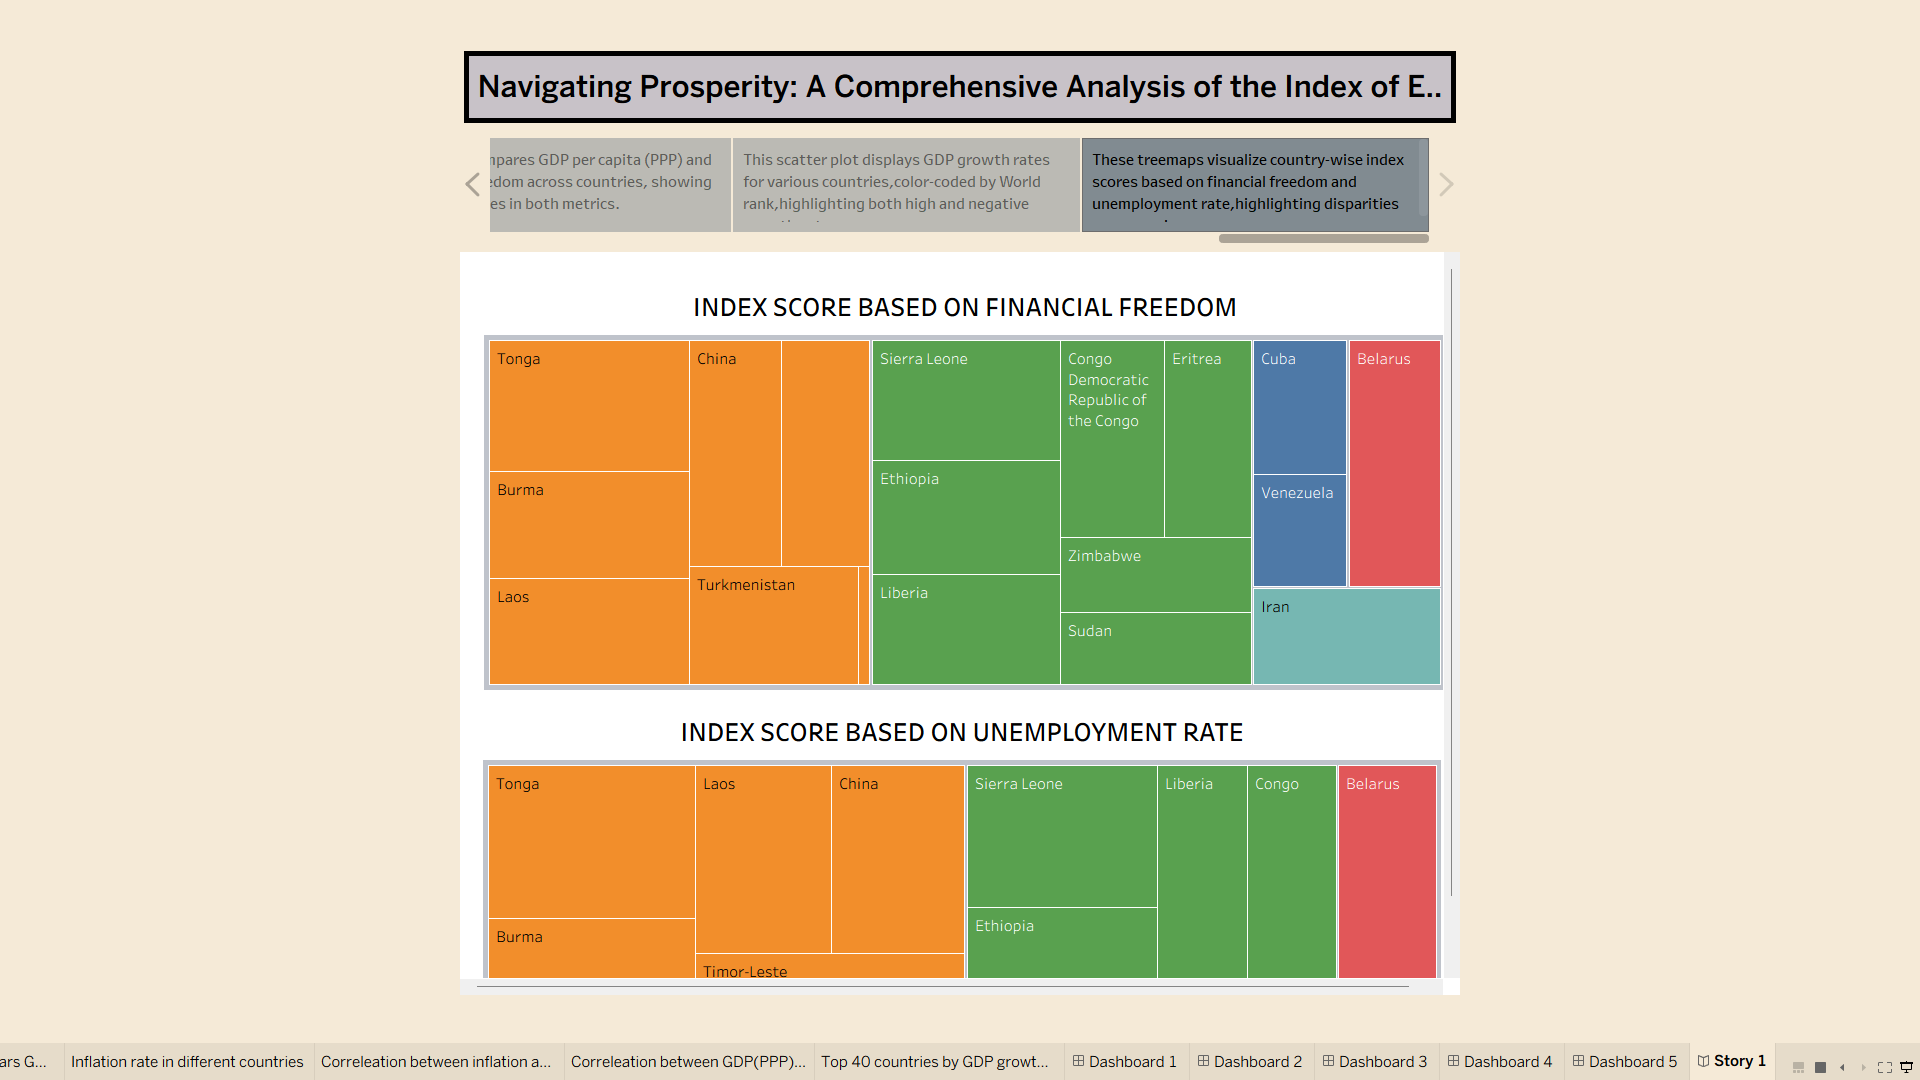 Navigating Prosperity: A Comprehensive Analysis of the Index of E..
pares GDP per capita (PPP) and
dom across countries, showing
es in both metrics.
This scatter plot displays GDP growth rates
for various countries,color-coded by World
rank,highlighting both high and negative
These treemaps visualize country-wise index
scores based on financial freedom and
unemployment rate,highlighting disparities
INDEX SCORE BASED ON FINANCIAL FREEDOM
Tonga
China
Sierra Leone
Congo
Democratic
Republic of
the Congo
Eritrea
Cuba
Belarus
Burma
Ethiopia
Venezuela
Zimbabwe
Laos
Turkmenistan
Liberia
Iran
Sudan
INDEX SCORE BASED ON UNEMPLOYMENT RATE
Tonga
Laos
China
Sierra Leone
Liberia
Congo
Belarus
Burma
Ethiopia
Timor-Leste
ars G...
Inflation rate in different countries
Correleation between inflation a...
Correleation between GDP(PPP)...
Top 40 countries by GDP growt...
Dashboard 1
Dashboard 2
Dashboard 3
Dashboard 4
Dashboard 5
Story 1